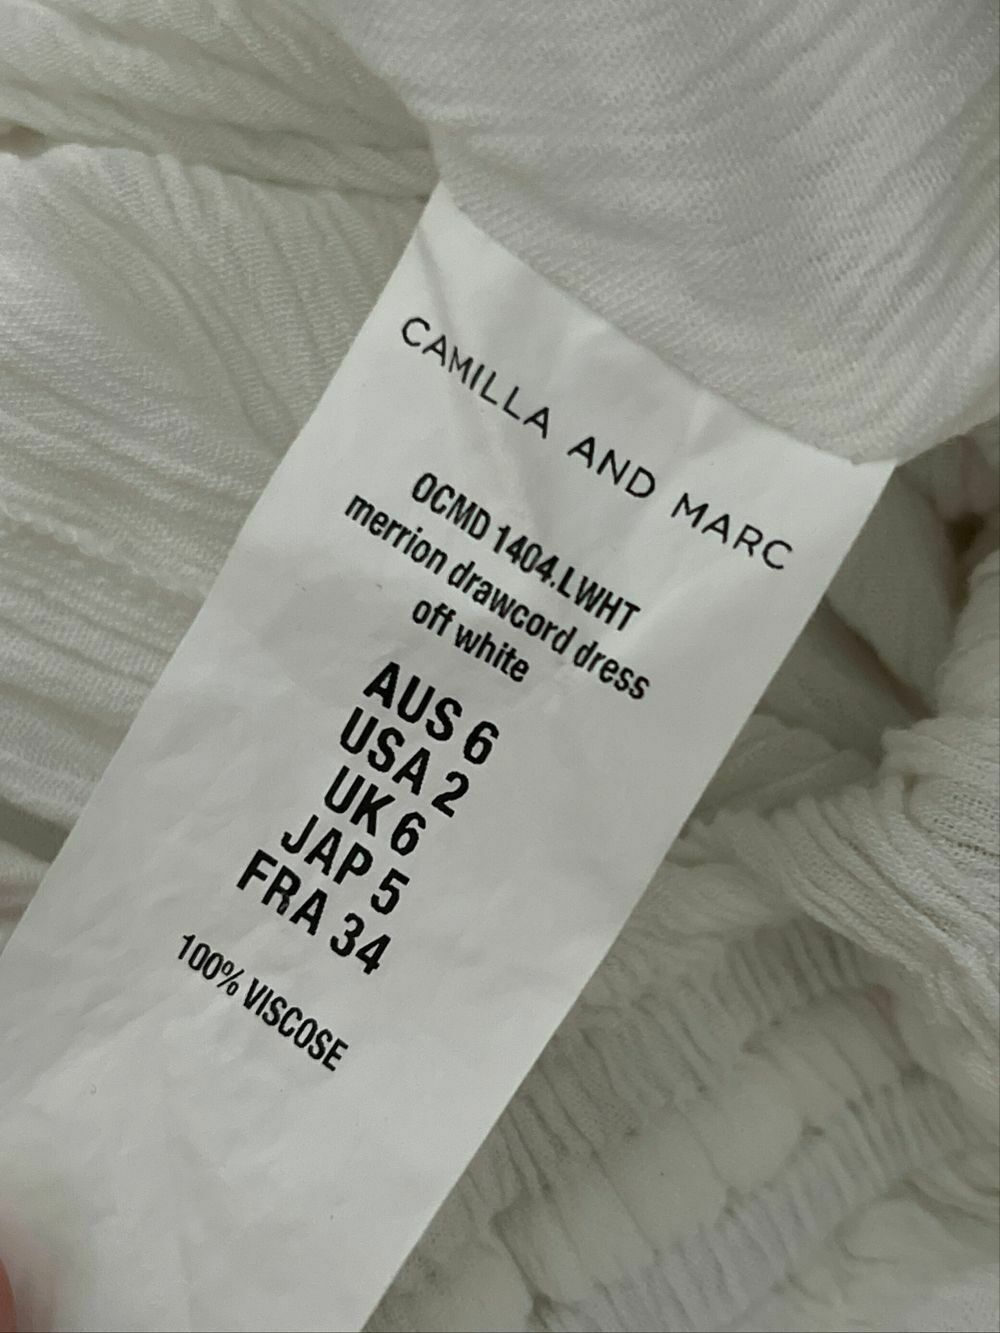 CAMILLA AND MARC
OCMD 1404.LWHT
merrion drawcord dress
off white
AUS 6
USA 2
UK 6
JAP 5
FRA 34
100% VISCOSE